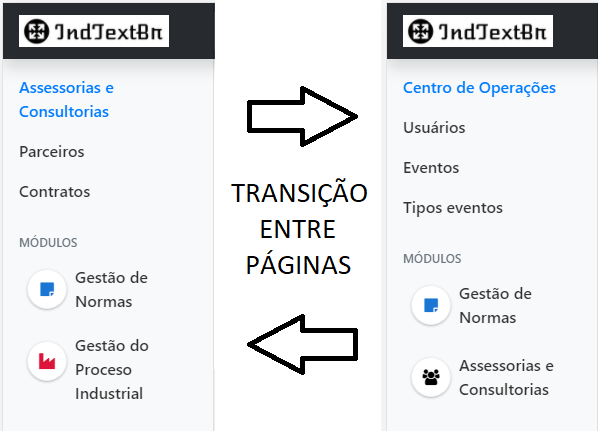 IndTextBr
Assessorias e
Consultorias
Parceiros
Contratos
MÓDULOS
Gestão de
Normas
Gestão do
Proceso
Industrial
TRANSIÇÃO
ENTRE
PÁGINAS
IndTextBr
Centro de Operações
Usuários
Eventos
Tipos eventos
MÓDULOS
Gestão de
Normas
Assessorias e
Consultorias